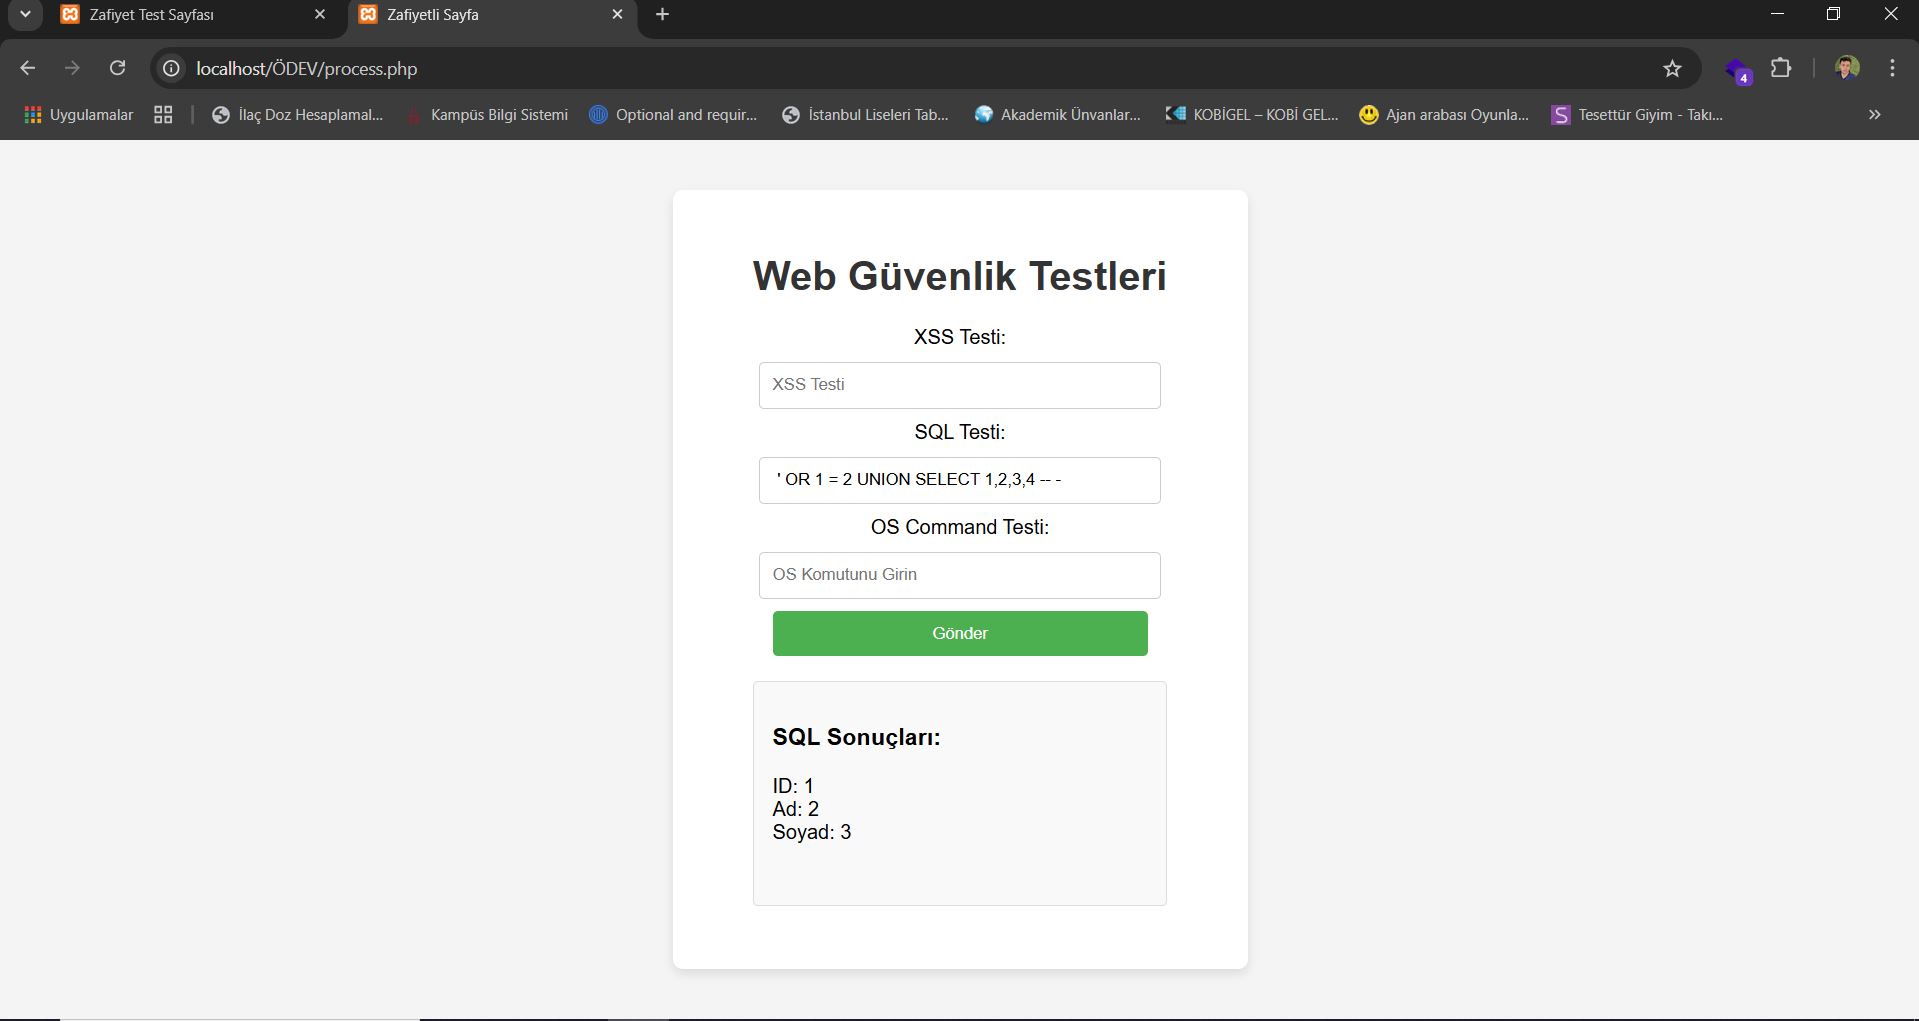 Zafiyet Test Sayfası
Zafiyetli Sayfa
localhost/ÖDEV/process.php
4
Uygulamalar
İlaç Doz Hesaplamal...
Kampüs Bilgi Sistemi
Optional and requir...
İstanbul Liseleri Tab...
Akademik Ünvanlar...
KOBİGEL – KOBİ GEL...
Ajan arabası Oyunla...
S
Tesettür Giyim - Takı...
Web Güvenlik Testleri
XSS Testi:
XSS Testi
SQL Testi:
' OR 1 = 2 UNION SELECT 1,2,3,4 -- -
OS Command Testi:
OS Komutunu Girin
Gönder
SQL Sonuçları:
ID: 1
Ad: 2
Soyad: 3